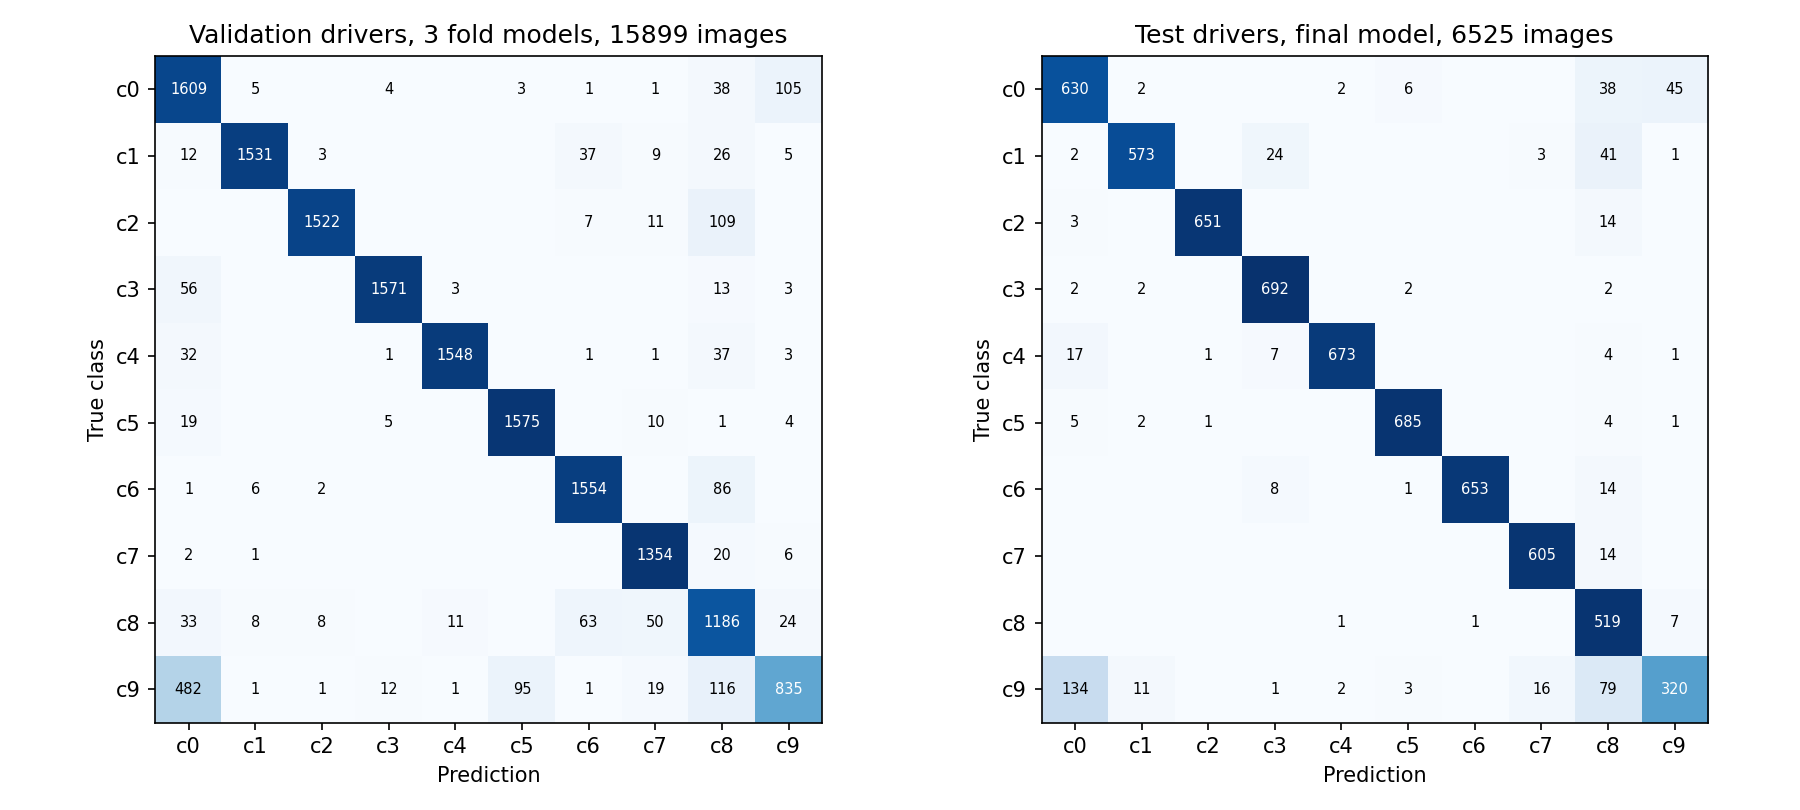 Validation drivers, 3 fold models, 15899 images
c0 1609 5 4 3 1 1 38 105
c1 12 1531 3 37 9 26 5
c2 1522 7 11 109
c3 56 1571 3 13 3
c4 32 1 1548 1 1 37 3
c5 19 5 1575 10 1 4
c6 1 6 2 1554 86
c7 2 1 1354 20 6
c8 33 8 8 11 63 50 1186 24
c9 482 1 1 12 1 95 1 19 116 835
c0 c1 c2 c3 c4 c5 c6 c7 c8 c9
Prediction
True class
Test drivers, final model, 6525 images
c0 630 2 2 6 38 45
c1 2 573 24 3 41 1
c2 3 651 14
c3 2 2 692 2 2
c4 17 1 7 673 4 1
c5 5 2 1 685 4 1
c6 8 1 653 14
c7 605 14
c8 1 1 519 7
c9 134 11 1 2 3 16 79 320
c0 c1 c2 c3 c4 c5 c6 c7 c8 c9
Prediction
True class